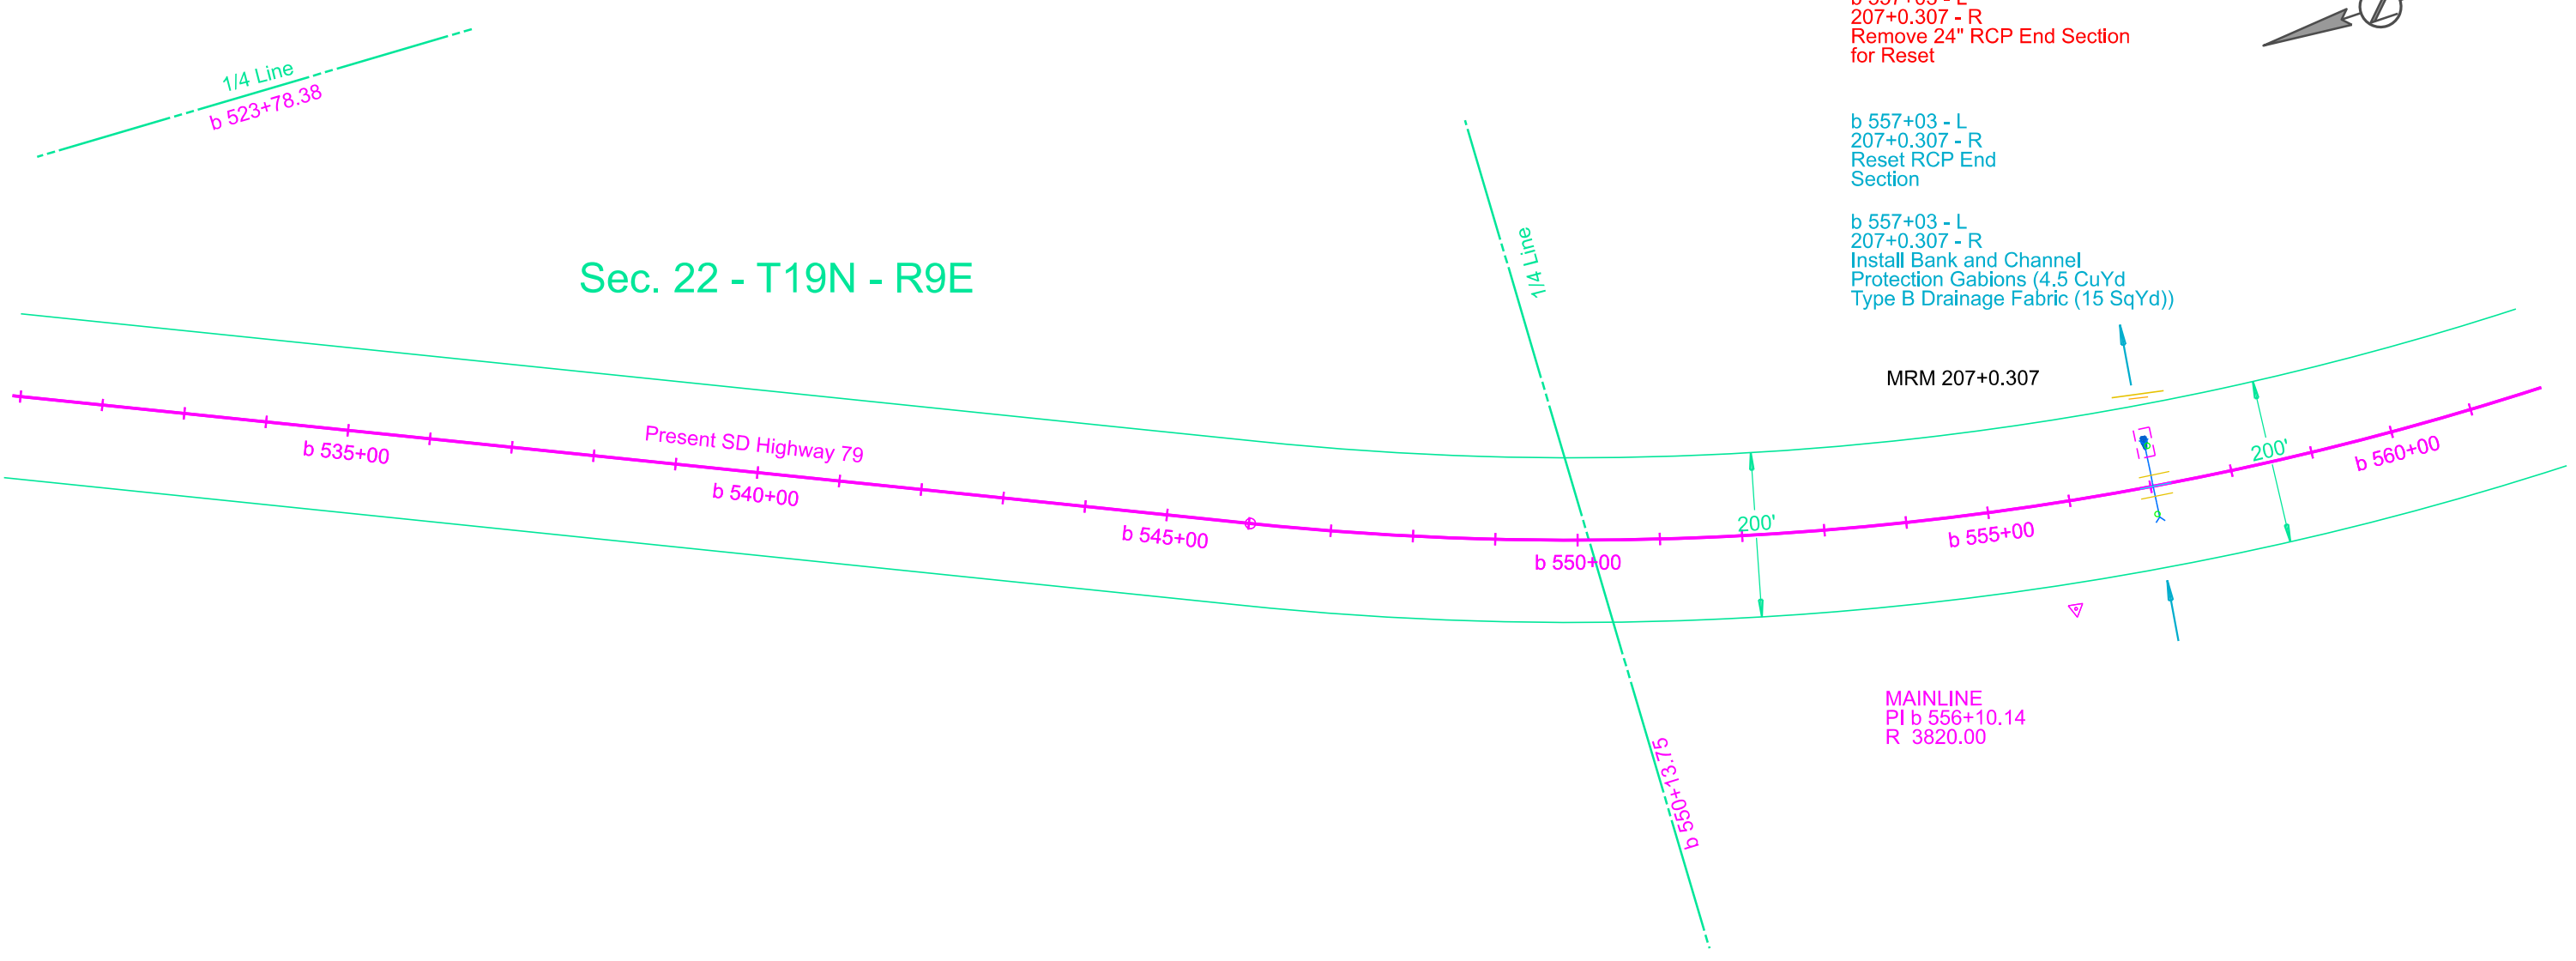 b 557+03 - L
207+0.307 - R
Remove 24" RCP End Section
for Reset
1/4 Line
b 523+78.38
b 557+03 - L
207+0.307 - R
Reset RCP End
Section
b 557+03 - L
207+0.307 - R
Install Bank and Channel
Protection Gabions (4.5 CuYd
Type B Drainage Fabric (15 SqYd))
1/4 Line
Sec. 22 - T19N - R9E
MRM 207+0.307
Present SD Highway 79
b 535+00
b 540+00
b 545+00
b 550+00
b 555+00
b 560+00
200'
200'
MAINLINE
PI b 556+10.14
R 3820.00
b 550+13.75